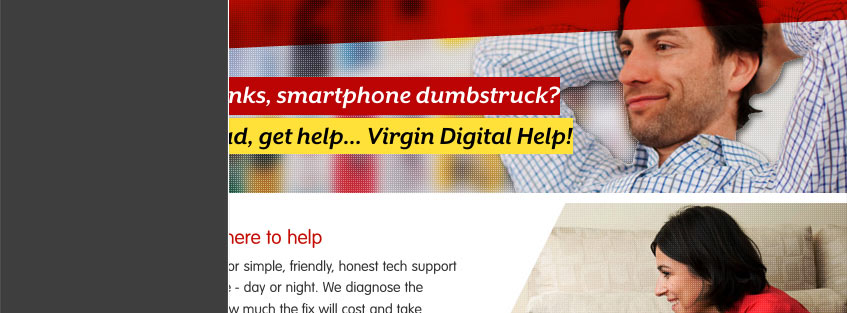 nks, smartphone dumbstruck?
d, get help... Virgin Digital Help!
here to help
or simple, friendly, honest tech support
- day or night. We diagnose the
w much the fix will cost and take